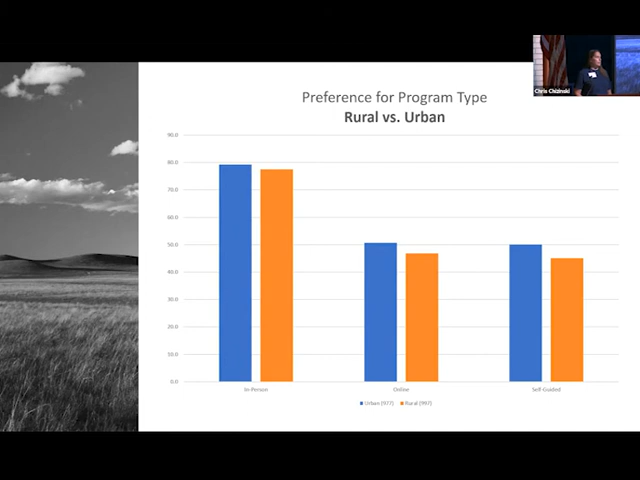 Chris Chizinski
Preference for Program Type
Rural vs. Urban
90.0
80.0
70.0
60.0
50.0
40.0
30.0
20.0
10.0
0.0
In-Person Online Self-Guided
Urban (977) Rural (997)